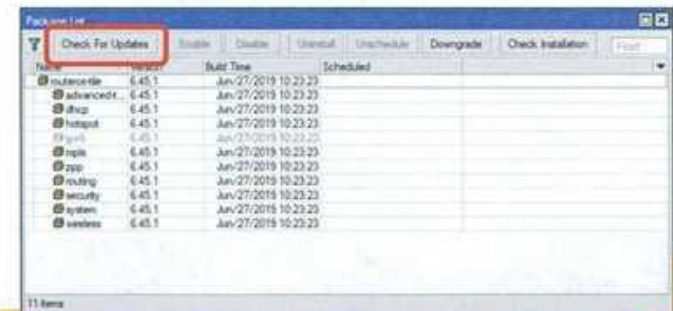 Package List
Check For Updates Enable Disable Uninstall Unschedule Downgrade Check Installation Find
Name Version Build Time Scheduled
routeros-tile 6.45.1 Jun/27/2019 10:23:23
advanced-t... 6.45.1 Jun/27/2019 10:23:23
dhcp 6.45.1 Jun/27/2019 10:23:23
hotspot 6.45.1 Jun/27/2019 10:23:23
ipv6 6.45.1 Jun/27/2019 10:23:23
mpls 6.45.1 Jun/27/2019 10:23:23
ppp 6.45.1 Jun/27/2019 10:23:23
routing 6.45.1 Jun/27/2019 10:23:23
security 6.45.1 Jun/27/2019 10:23:23
system 6.45.1 Jun/27/2019 10:23:23
wireless 6.45.1 Jun/27/2019 10:23:23
11 items